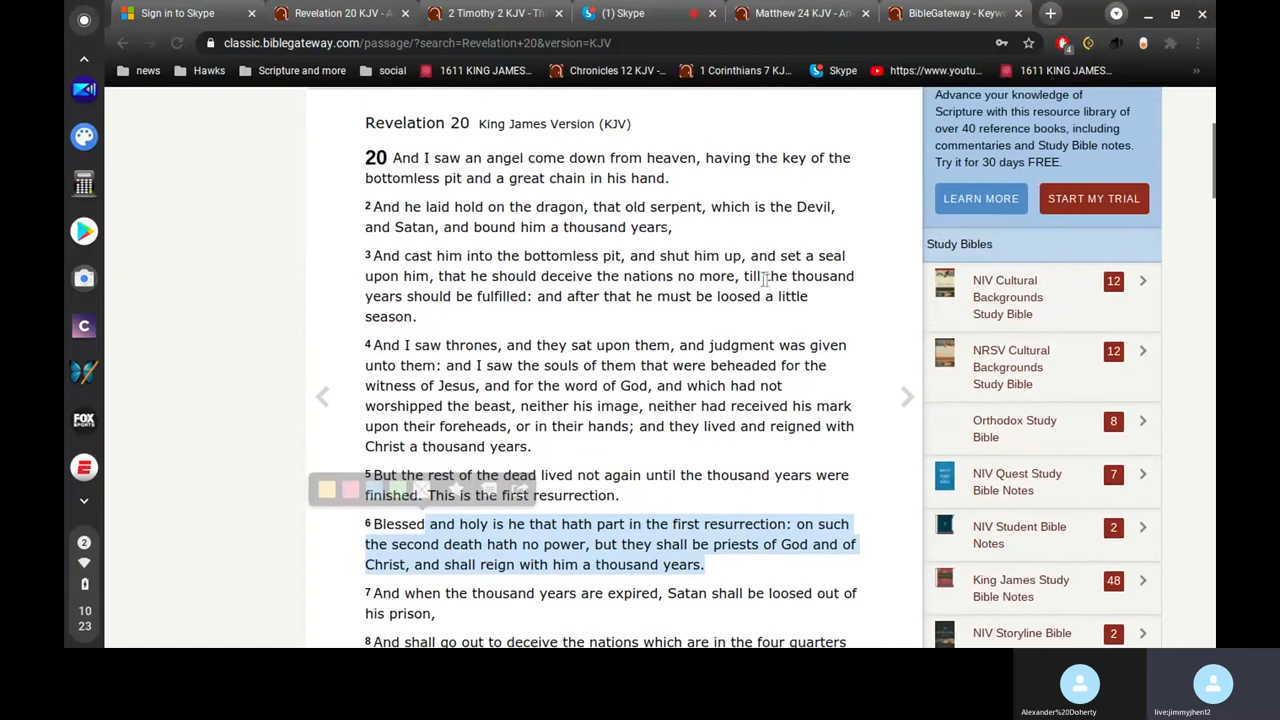 Sign in to Skype
Revelation 20 KJV - A
2 Timothy 2 KJV - Th
(1) Skype
Matthew 24 KJV - An
BibleGateway - Keyw
classic.biblegateway.com/passage/?search=Revelation+20&version=KJV
4
news
Hawks
Scripture and more
social
1611 KING JAMES...
Chronicles 12 KJV -...
1 Corinthians 7 KJ...
Skype
https://www.youtu...
1611 KING JAMES...
»
Revelation 20 King James Version (KJV)
20 And I saw an angel come down from heaven, having the key of the
bottomless pit and a great chain in his hand.
2 And he laid hold on the dragon, that old serpent, which is the Devil,
and Satan, and bound him a thousand years,
3 And cast him into the bottomless pit, and shut him up, and set a seal
upon him, that he should deceive the nations no more, till the thousand
years should be fulfilled: and after that he must be loosed a little
season.
4 And I saw thrones, and they sat upon them, and judgment was given
unto them: and I saw the souls of them that were beheaded for the
witness of Jesus, and for the word of God, and which had not
worshipped the beast, neither his image, neither had received his mark
upon their foreheads, or in their hands; and they lived and reigned with
Christ a thousand years.
5 But the rest of the dead lived not again until the thousand years were
finished. This is the first resurrection.
6 Blessed and holy is he that hath part in the first resurrection: on such
the second death hath no power, but they shall be priests of God and of
Christ, and shall reign with him a thousand years.
7 And when the thousand years are expired, Satan shall be loosed out of
his prison,
8 And shall go out to deceive the nations which are in the four quarters
Advance your knowledge of
Scripture with this resource library of
over 40 reference books, including
commentaries and Study Bible notes.
Try it for 30 days FREE.
LEARN MORE
START MY TRIAL
Study Bibles
NIV Cultural
Backgrounds
Study Bible
12
NRSV Cultural
Backgrounds
Study Bible
12
Orthodox Study
Bible
8
NIV Quest Study
Bible Notes
7
NIV Student Bible
Notes
2
King James Study
Bible Notes
48
NIV Storyline Bible
2
C
FOX
SPORTS
E
2
10
23
Alexander%20Doherty
live:jimmyjhen12